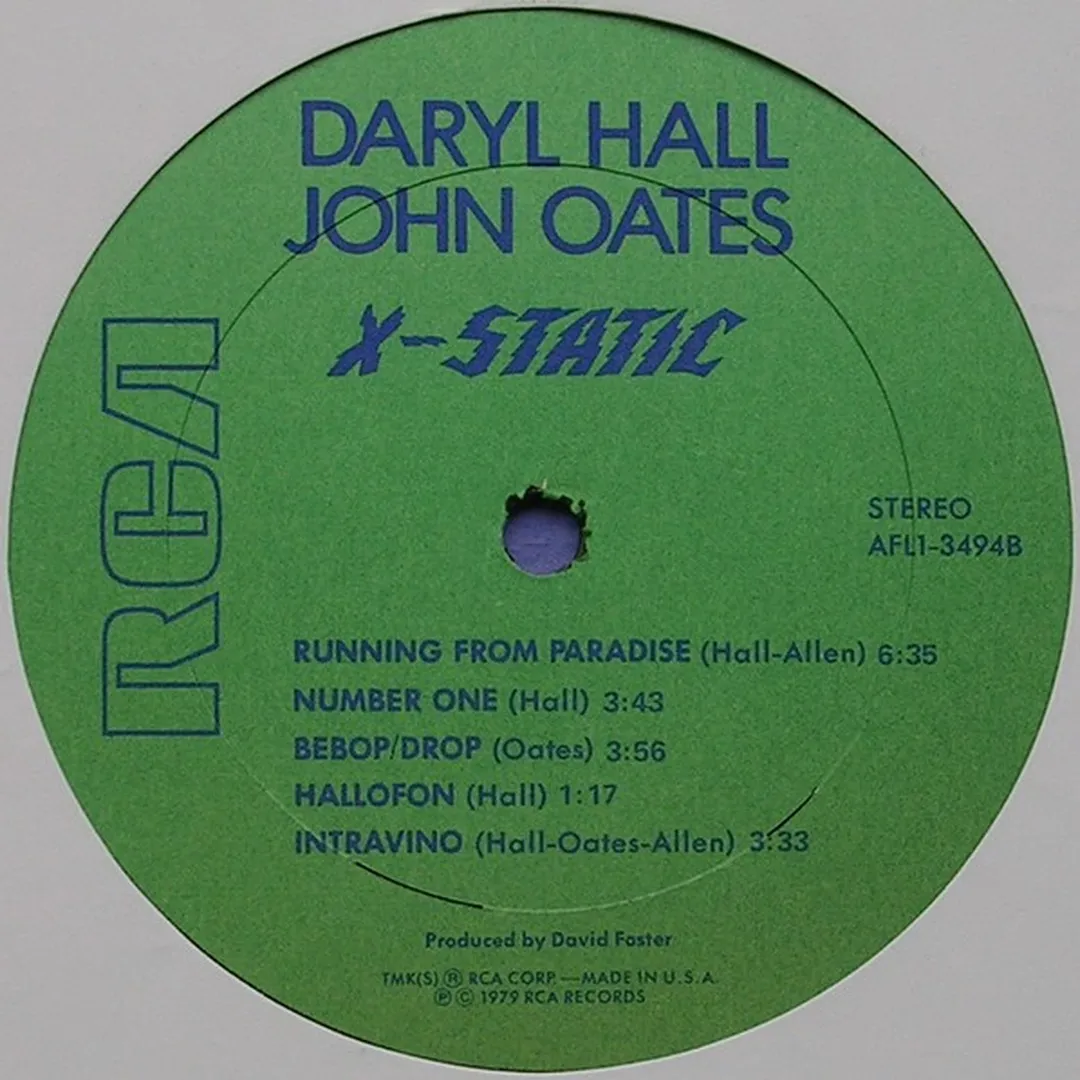 DARYL HALL
JOHN OATES
X-STATIC
RCA
STEREO
AFL1-3494B
RUNNING FROM PARADISE (Hall-Allen) 6:35
NUMBER ONE (Hall) 3:43
BEBOP/DROP (Oates) 3:56
HALLOFON (Hall) 1:17
INTRAVINO (Hall-Oates-Allen) 3:33
Produced by David Foster
TMK(S) ® RCA CORP.—MADE IN U.S.A.
℗ © 1979 RCA RECORDS